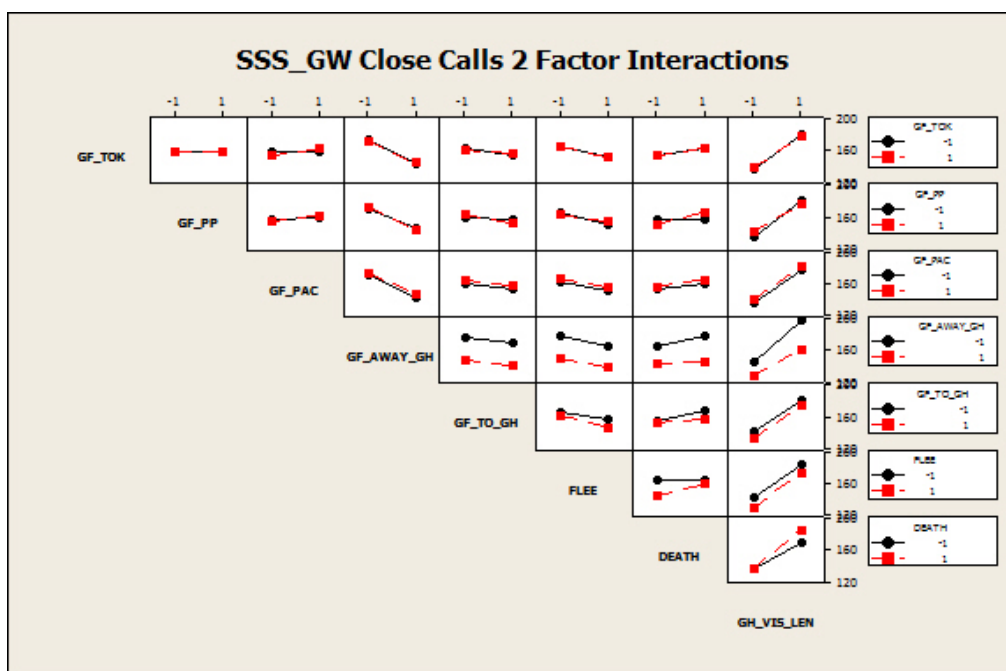 SSS_GW Close Calls 2 Factor Interactions
-1 1 -1 1 -1 1 -1 1 -1 1 -1 1 -1 1
GF_TOK
200
160
GF_TOK
-1
1
GF_PP
160
GF_PP
-1
1
GF_PAC
160
GF_PAC
-1
1
GF_AWAY_GH
160
GF_AWAY_GH
-1
1
GF_TO_GH
160
GF_TO_GH
-1
1
FLEE
160
FLEE
-1
1
DEATH
160
120
DEATH
-1
1
GH_VIS_LEN